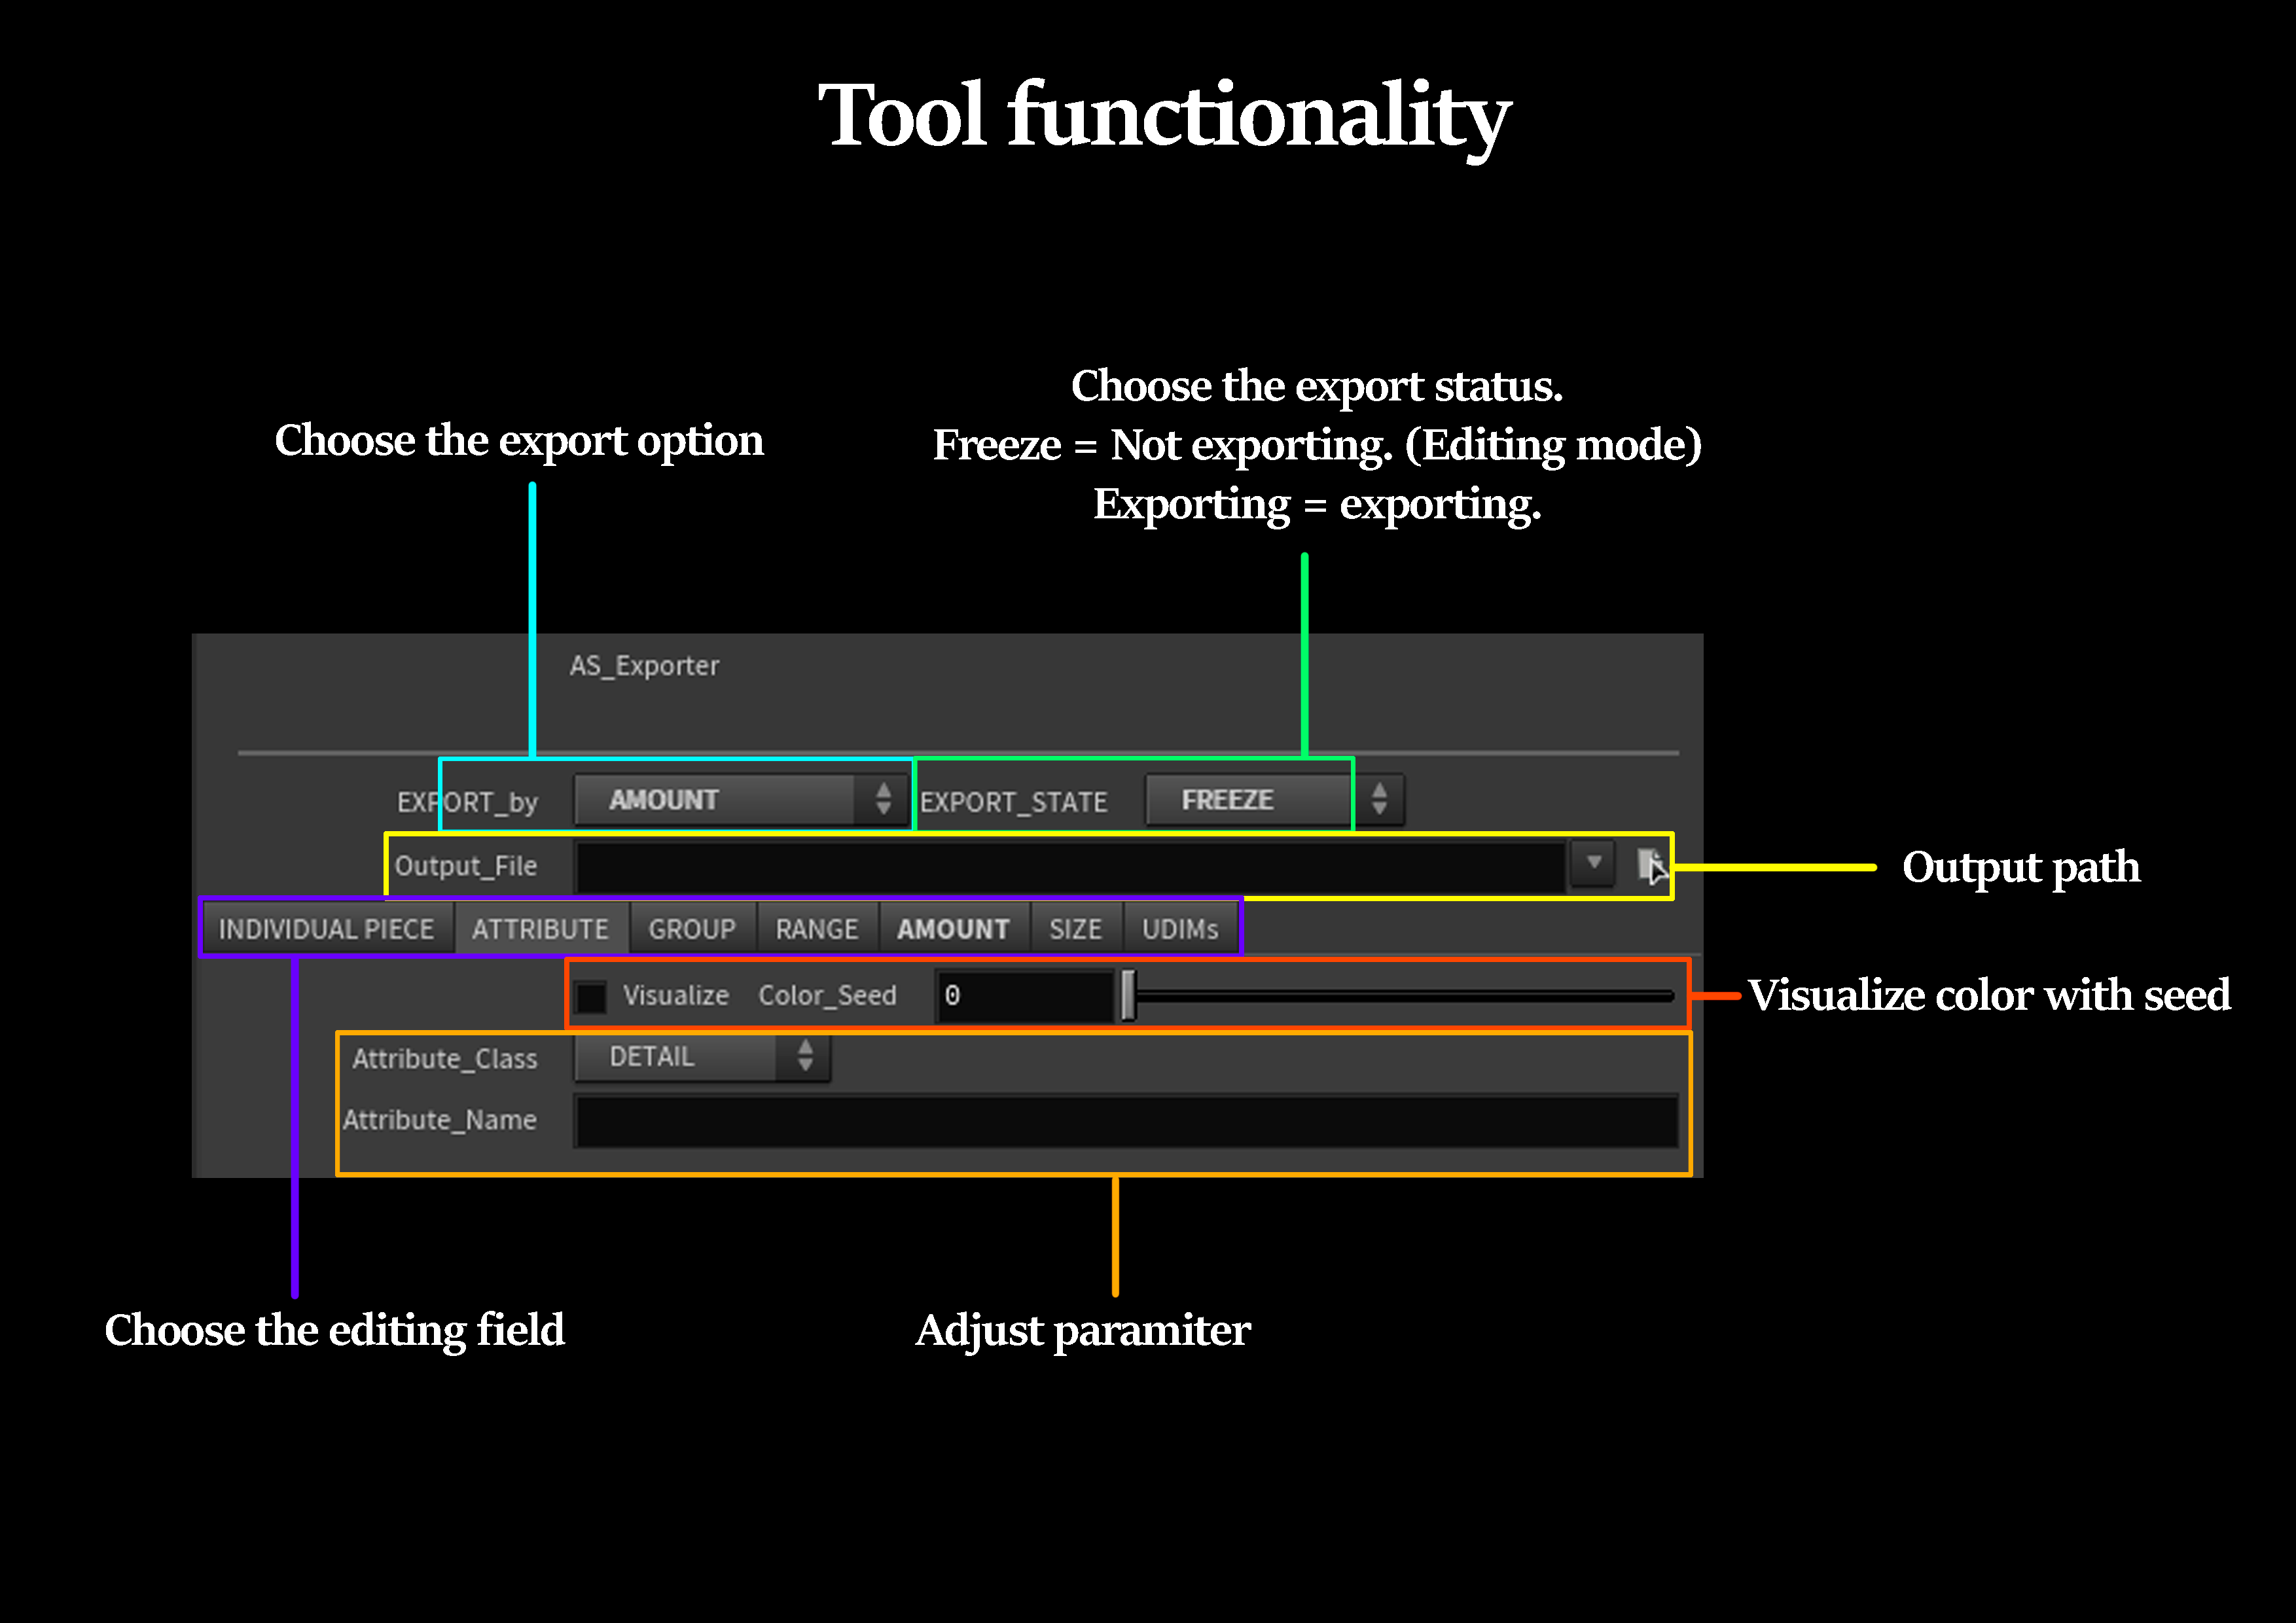 Tool functionality
Choose the export option
Choose the export status.
Freeze = Not exporting. (Editing mode)
Exporting = exporting.
AS_Exporter
EXPORT_by AMOUNT EXPORT_STATE FREEZE
Output_File
Output path
INDIVIDUAL PIECE ATTRIBUTE GROUP RANGE AMOUNT SIZE UDIMs
Visualize Color_Seed 0
Visualize color with seed
Attribute_Class DETAIL
Attribute_Name
Choose the editing field
Adjust paramiter